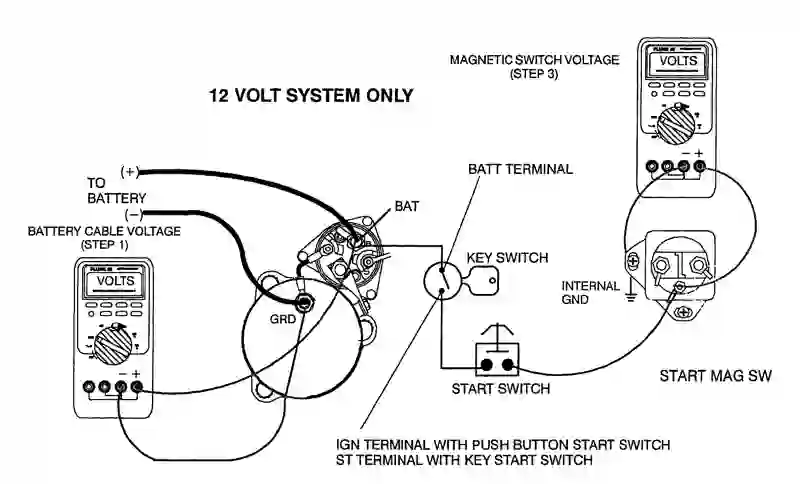 MAGNETIC SWITCH VOLTAGE
(STEP 3)
FLUKE
VOLTS
12 VOLT SYSTEM ONLY
- +
(+)
TO
BATTERY
(-)
BATT TERMINAL
BAT
BATTERY CABLE VOLTAGE
(STEP 1)
FLUKE
VOLTS
KEY SWITCH
INTERNAL
GND
GRD
- +
START SWITCH
START MAG SW
IGN TERMINAL WITH PUSH BUTTON START SWITCH
ST TERMINAL WITH KEY START SWITCH